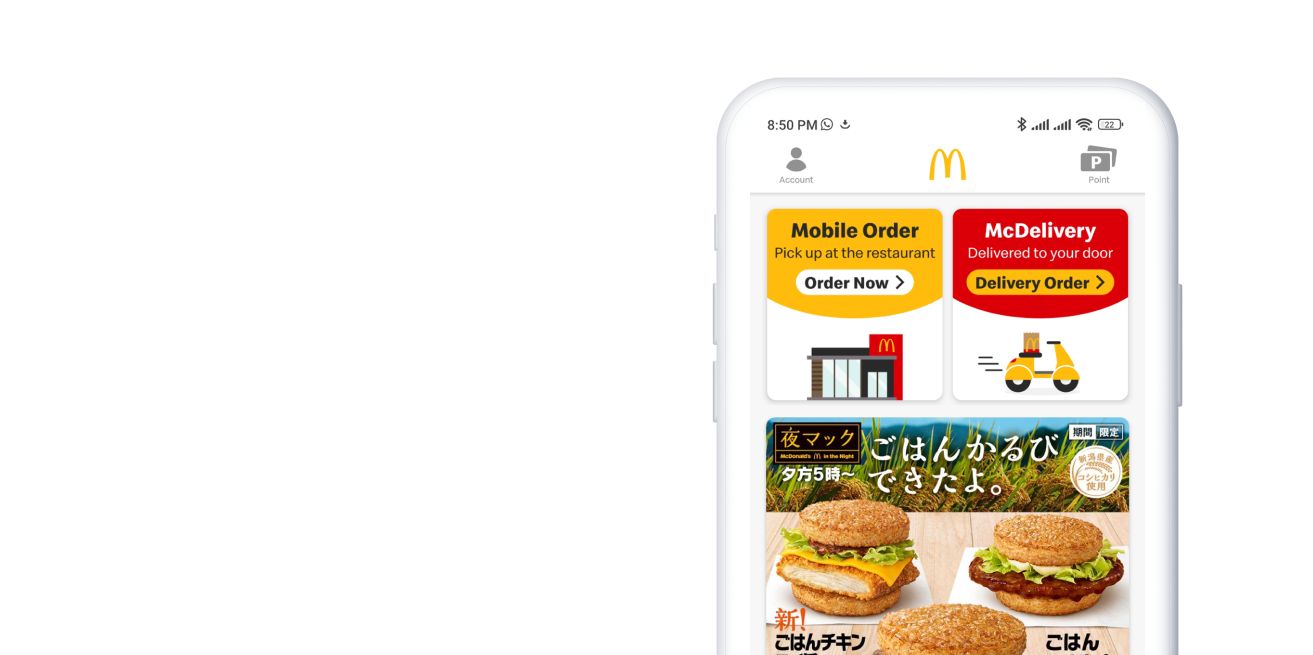 8:50 PM
22
Account
P
Point
Mobile Order
Pick up at the restaurant
Order Now
McDelivery
Delivered to your door
Delivery Order
夜マック
McDonald's in the Night
夕方5時〜
ごはんかるび
できたよ。
期間 限定
新潟県産
コシヒカリ
使用
新!
ごはんチキン
ごはん